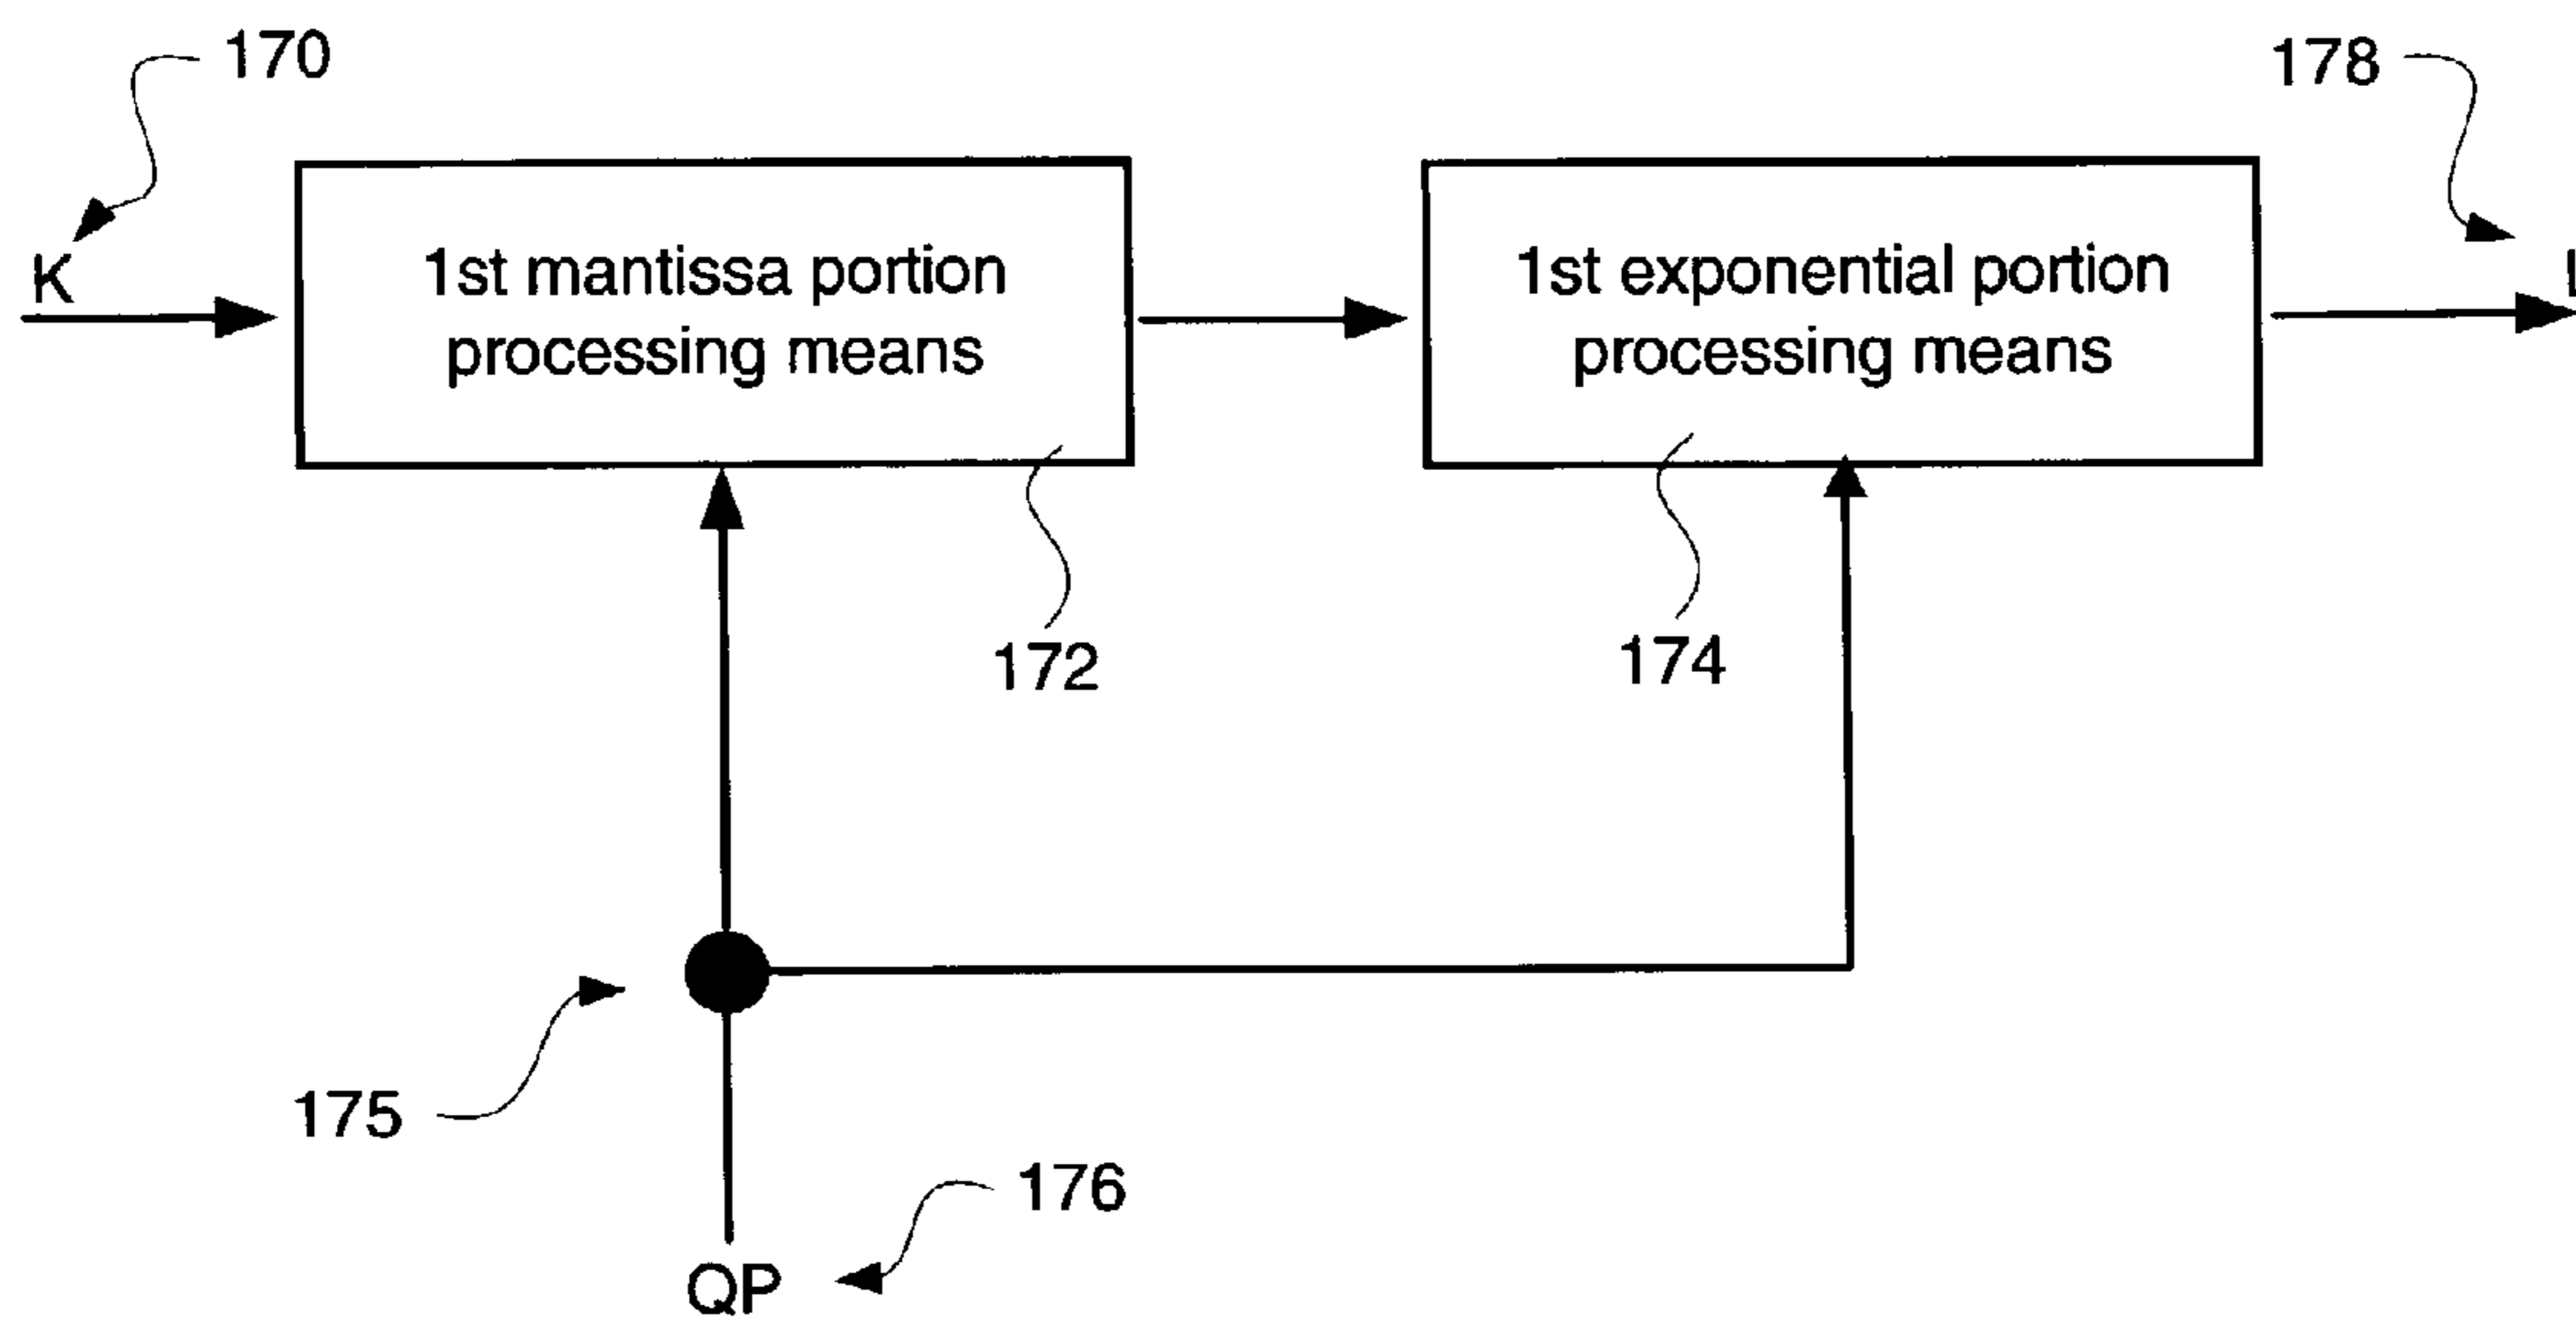 170
178
K
L
1st mantissa portion
processing means
1st exponential portion
processing means
172
174
175
176
QP